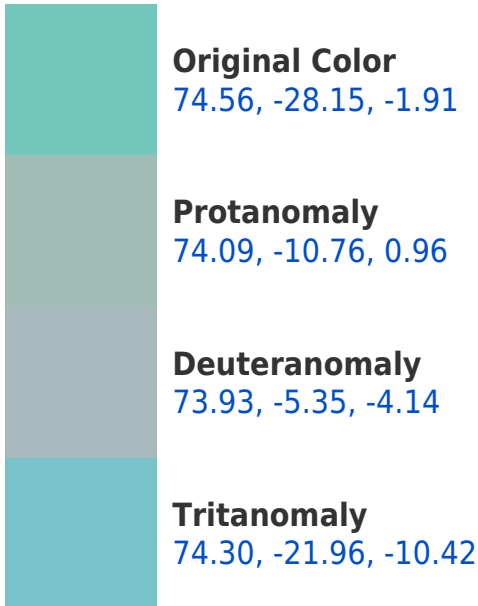 Original Color
74.56, -28.15, -1.91
Protanomaly
74.09, -10.76, 0.96
Deuteranomaly
73.93, -5.35, -4.14
Tritanomaly
74.30, -21.96, -10.42